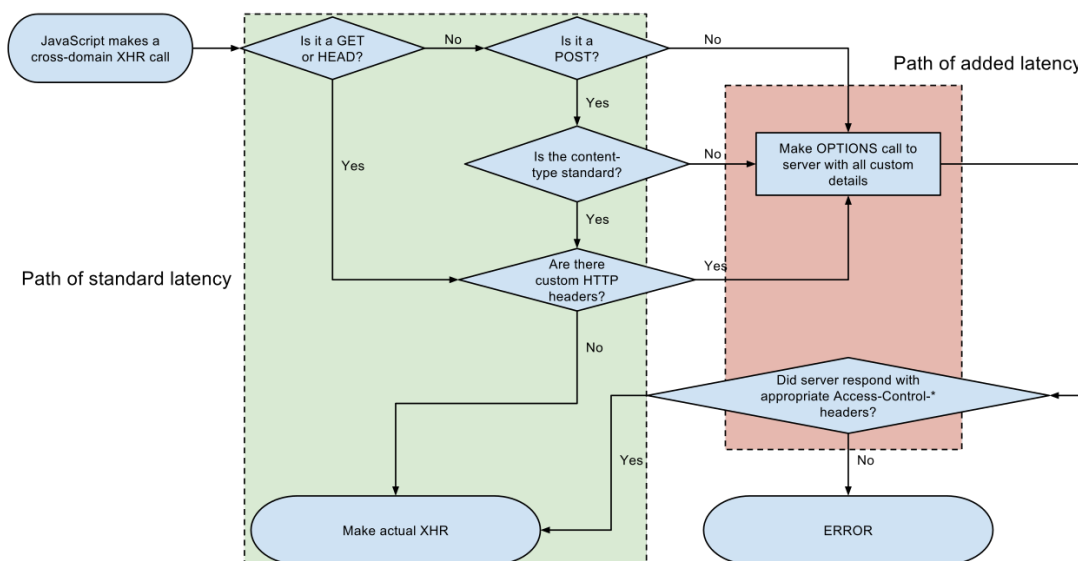 JavaScript makes a
cross-domain XHR call
Is it a GET
or HEAD?
No
Is it a
POST?
No
Path of added latency
Yes
Yes
Is the content-
type standard?
No
Make OPTIONS call to
server with all custom
details
Yes
Path of standard latency
Are there
custom HTTP
headers?
Yes
No
Did server respond with
appropriate Access-Control-*
headers?
Yes
No
Make actual XHR
ERROR